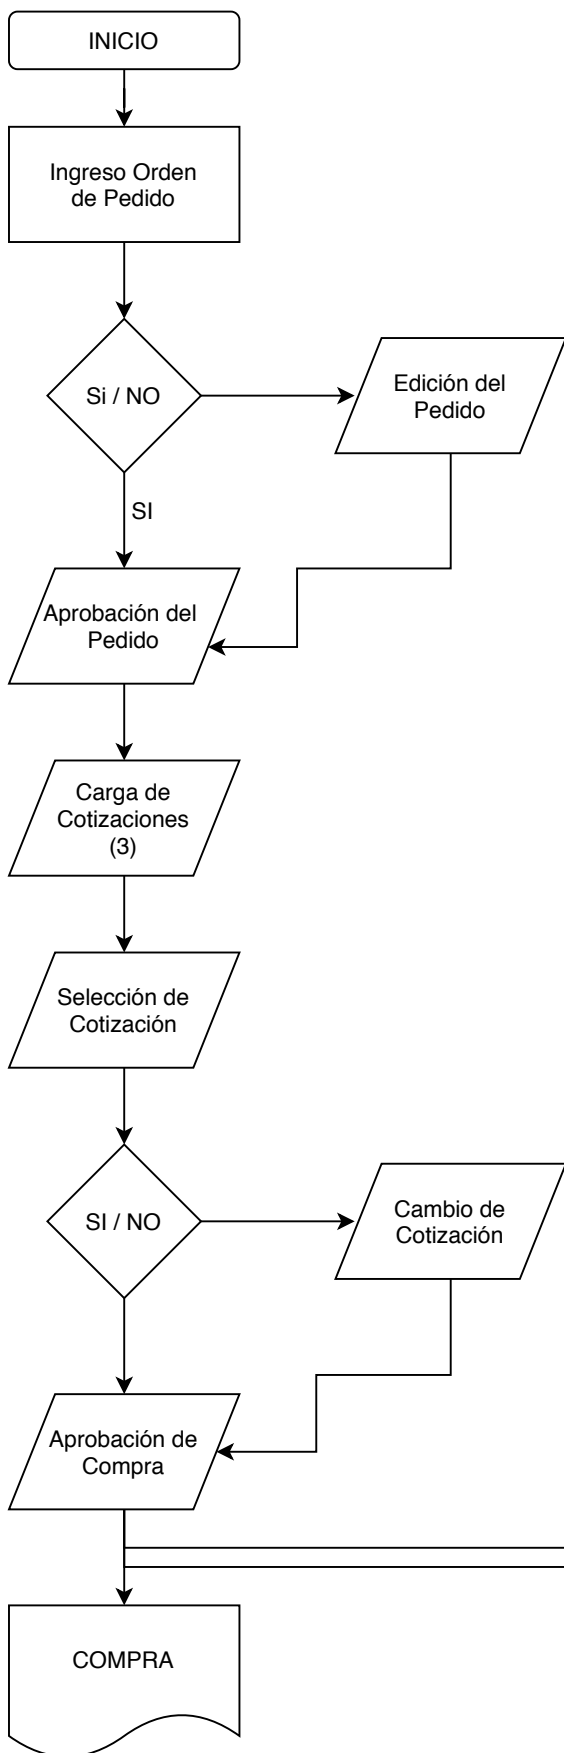 INICIO
Ingreso Orden
de Pedido
Si / NO
Edición del
Pedido
SI
Aprobación del
Pedido
Carga de
Cotizaciones
(3)
Selección de
Cotización
SI / NO
Cambio de
Cotización
Aprobación de
Compra
COMPRA